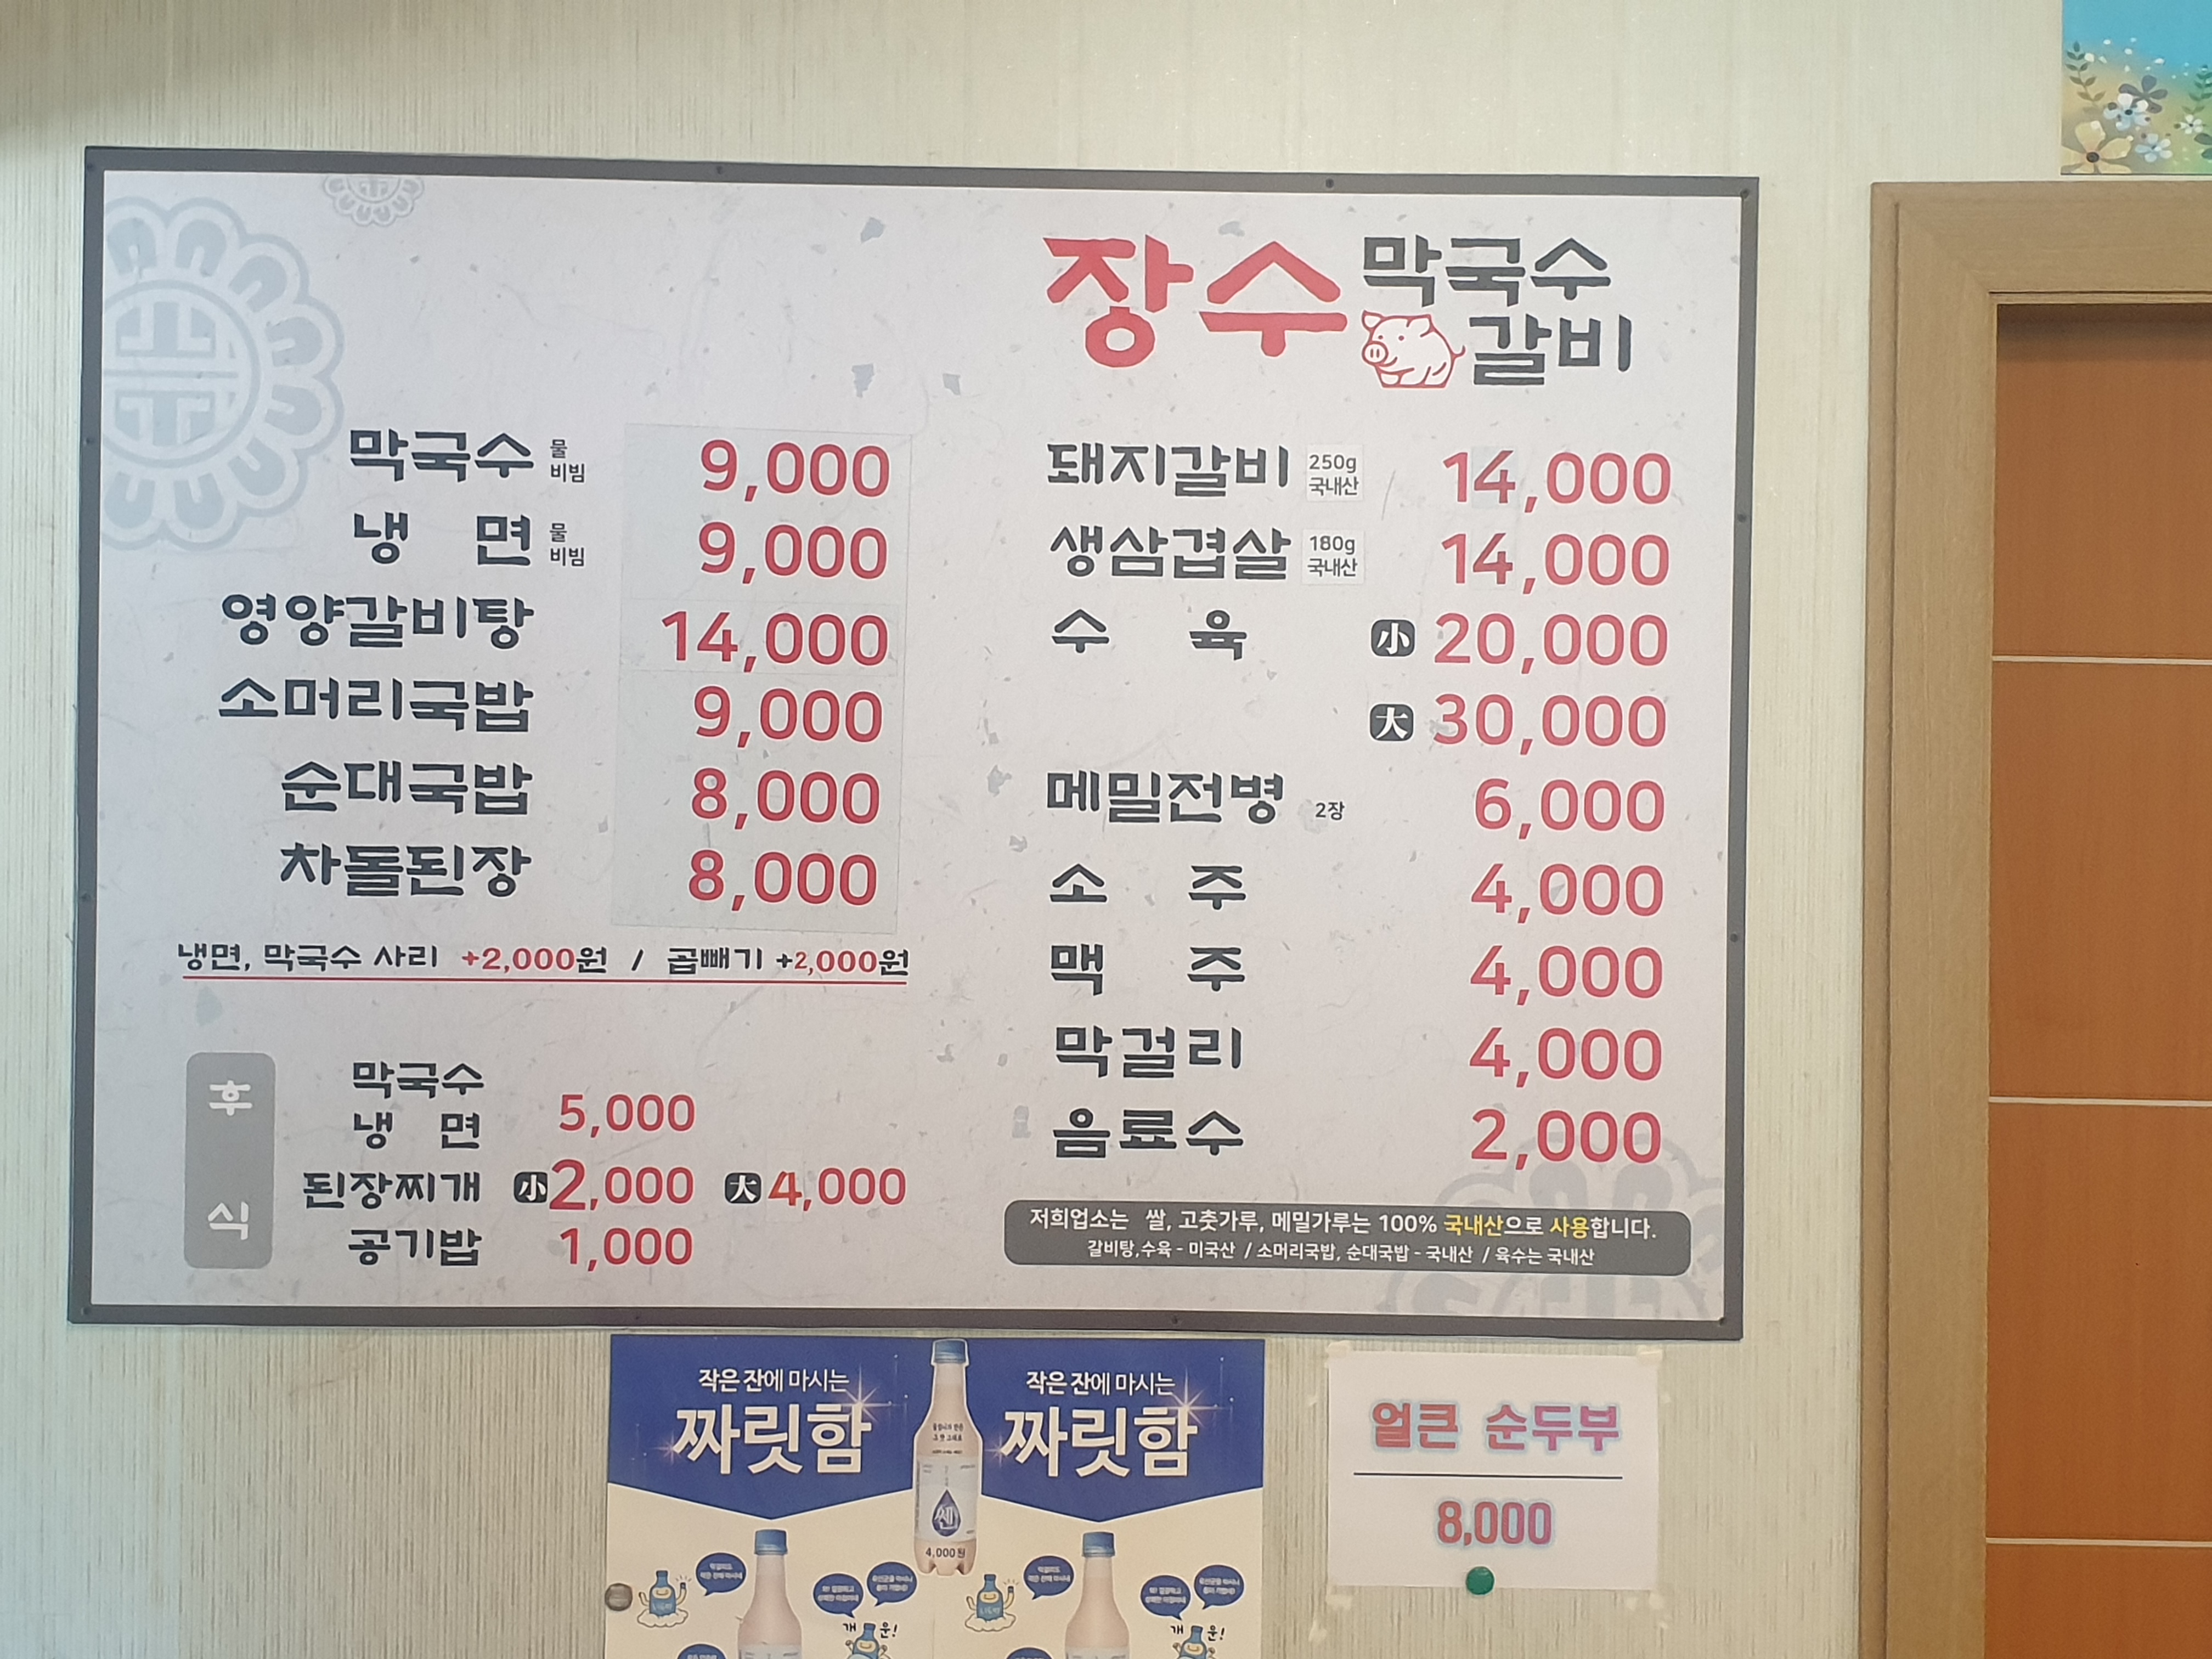 장수 막국수
갈비
막국수 물 비빔 9,000
냉 면 물 비빔 9,000
영양갈비탕 14,000
소머리국밥 9,000
순대국밥 8,000
차돌된장 8,000
냉면, 막국수 사리 +2,000원 / 곱빼기 +2,000원
후식
막국수
냉 면 5,000
된장찌개 小 2,000 大 4,000
공기밥 1,000
돼지갈비 250g 국내산 14,000
생삼겹살 180g 국내산 14,000
수 육 小 20,000
大 30,000
메밀전병 2장 6,000
소 주 4,000
맥 주 4,000
막걸리 4,000
음료수 2,000
저희업소는 쌀, 고춧가루, 메밀가루는 100% 국내산으로 사용합니다.
갈비탕,수육 - 미국산 / 소머리국밥, 순대국밥 - 국내산 / 육수는 국내산
작은 잔에 마시는
짜릿함
쎈
4,000원
작은 잔에 마시는
짜릿함
개운!
개운!
얼큰 순두부
8,000